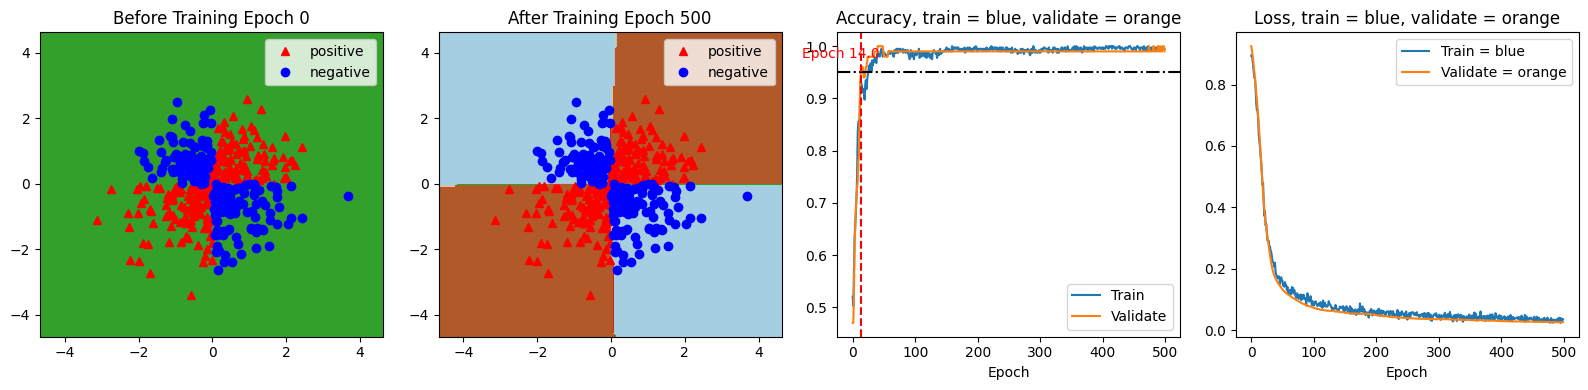 Before Training Epoch 0
positive
negative
4
2
0
−2
−4
−4
−2
0
2
4
After Training Epoch 500
positive
negative
4
2
0
−2
−4
−4
−2
0
2
4
Accuracy, train = blue, validate = orange
Epoch 14.0
1.0
0.9
0.8
0.7
0.6
0.5
Train
Validate
0
100
200
300
400
500
Epoch
Loss, train = blue, validate = orange
Train = blue
Validate = orange
0.8
0.6
0.4
0.2
0.0
0
100
200
300
400
500
Epoch